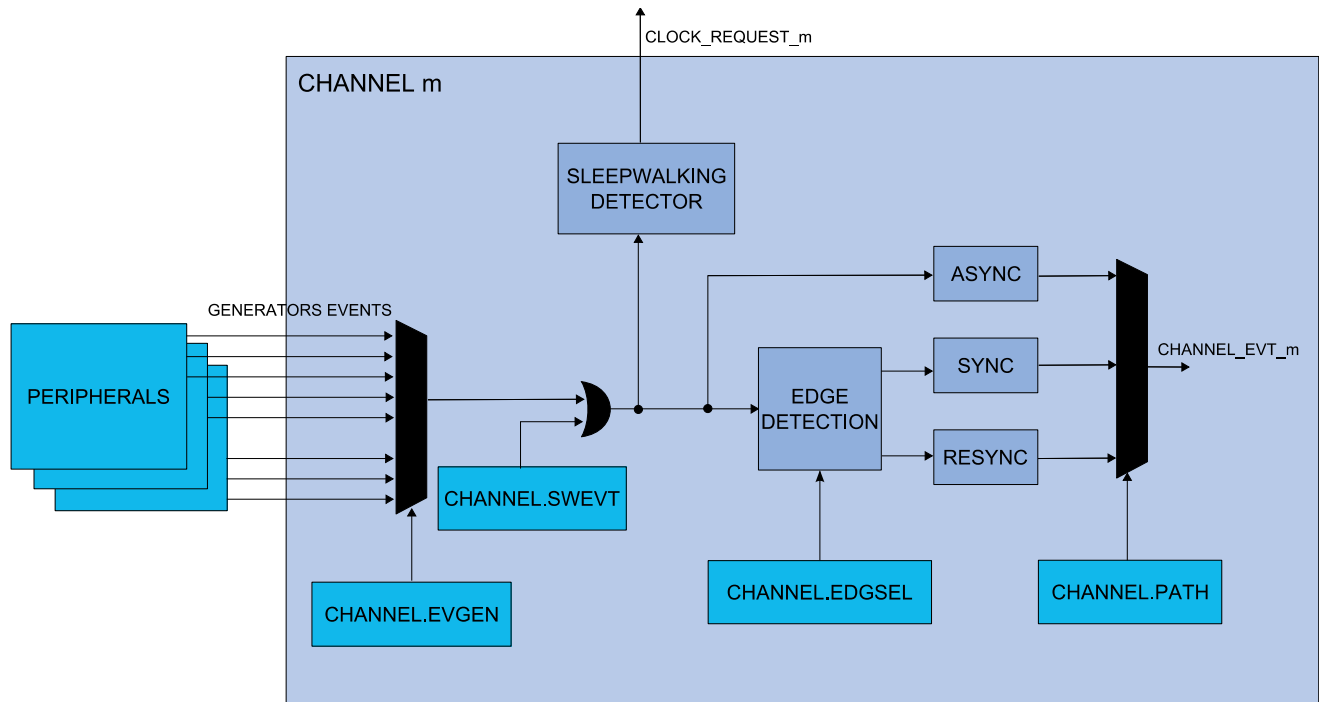 CLOCK_REQUEST_m
CHANNEL m
SLEEPWALKING
DETECTOR
ASYNC
GENERATORS EVENTS
CHANNEL_EVT_m
SYNC
PERIPHERALS
EDGE
DETECTION
RESYNC
CHANNEL.SWEVT
CHANNEL.EVGEN
CHANNEL.EDGSEL
CHANNEL.PATH